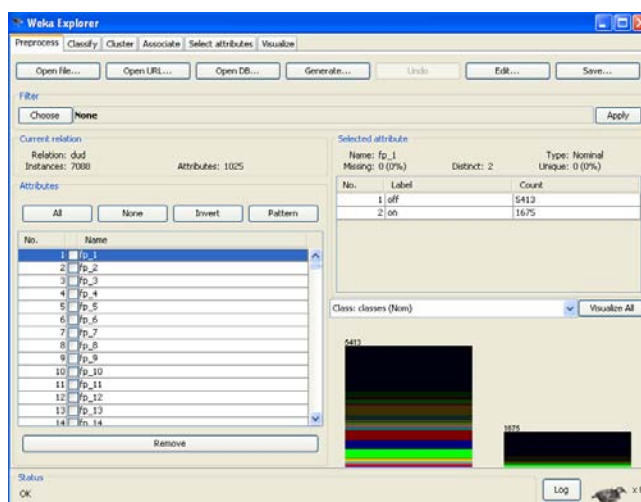 Weka Explorer
Preprocess Classify Cluster Associate Select attributes Visualize
Open file... Open URL... Open DB... Generate... Undo Edit... Save...
Filter
Choose None Apply
Current relation
Relation: dud
Instances: 7088 Attributes: 1025
Attributes
All None Invert Pattern
No. Name
1 fp_1
2 fp_2
3 fp_3
4 fp_4
5 fp_5
6 fp_6
7 fp_7
8 fp_8
9 fp_9
10 fp_10
11 fp_11
12 fp_12
13 fp_13
14 fp_14
Remove
Selected attribute
Name: fp_1 Type: Nominal
Missing: 0 (0%) Distinct: 2 Unique: 0 (0%)
No. Label Count
1 off 5413
2 on 1675
Class: classes (Nom) Visualize All
5413
1675
Status
OK
Log